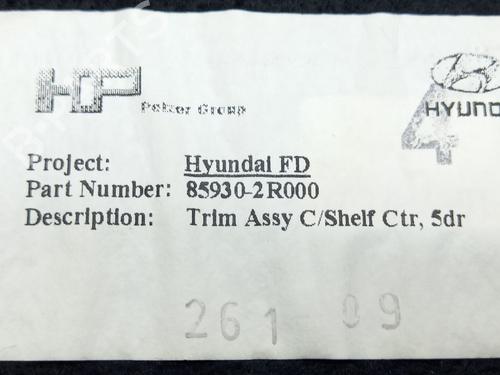 HP
Pelzer Group
4
HYUND
Project: Hyundai FD
Part Number: 85930-2R000
Description: Trim Assy C/Shelf Ctr, 5dr
261 09